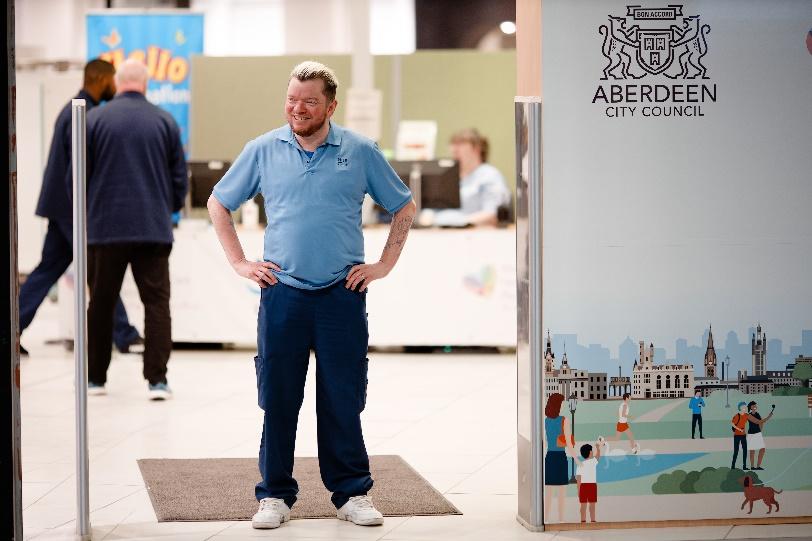 Hello
BON ACCORD
ABERDEEN
CITY COUNCIL